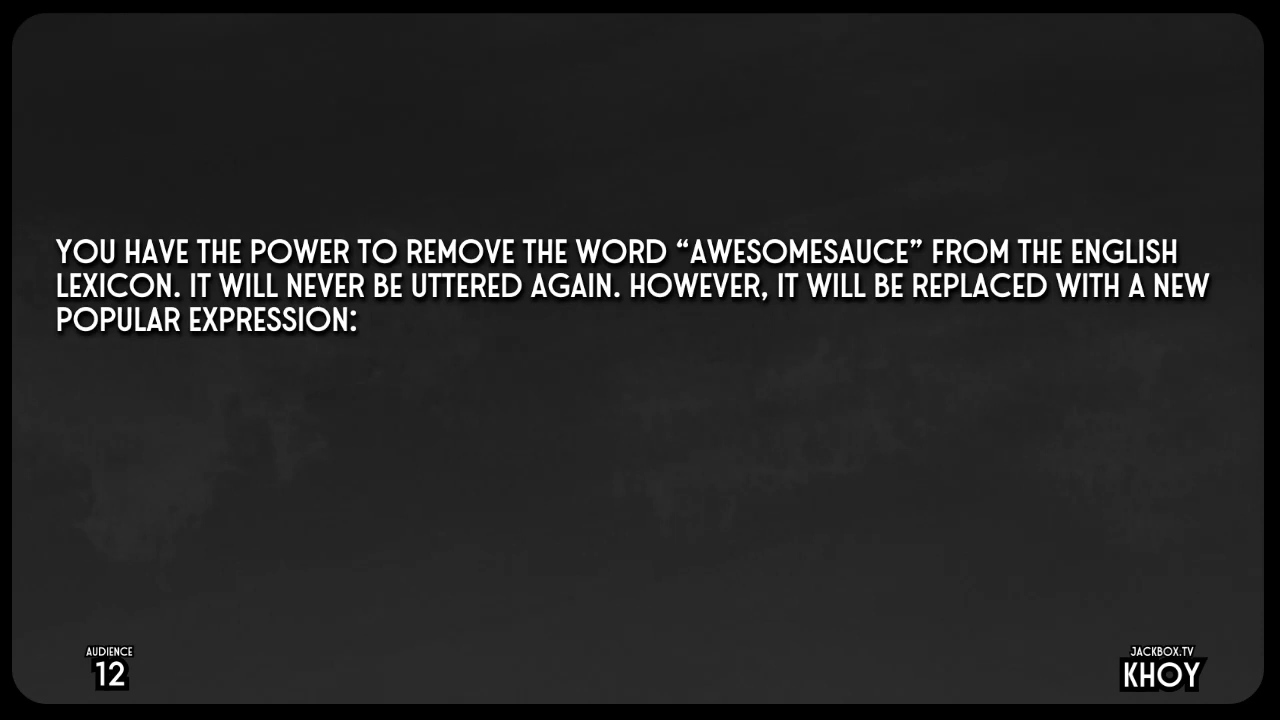 YOU HAVE THE POWER TO REMOVE THE WORD “AWESOMESAUCE” FROM THE ENGLISH
LEXICON. IT WILL NEVER BE UTTERED AGAIN. HOWEVER, IT WILL BE REPLACED WITH A NEW
POPULAR EXPRESSION:
AUDIENCE
12
JACKBOX.TV
KHOY